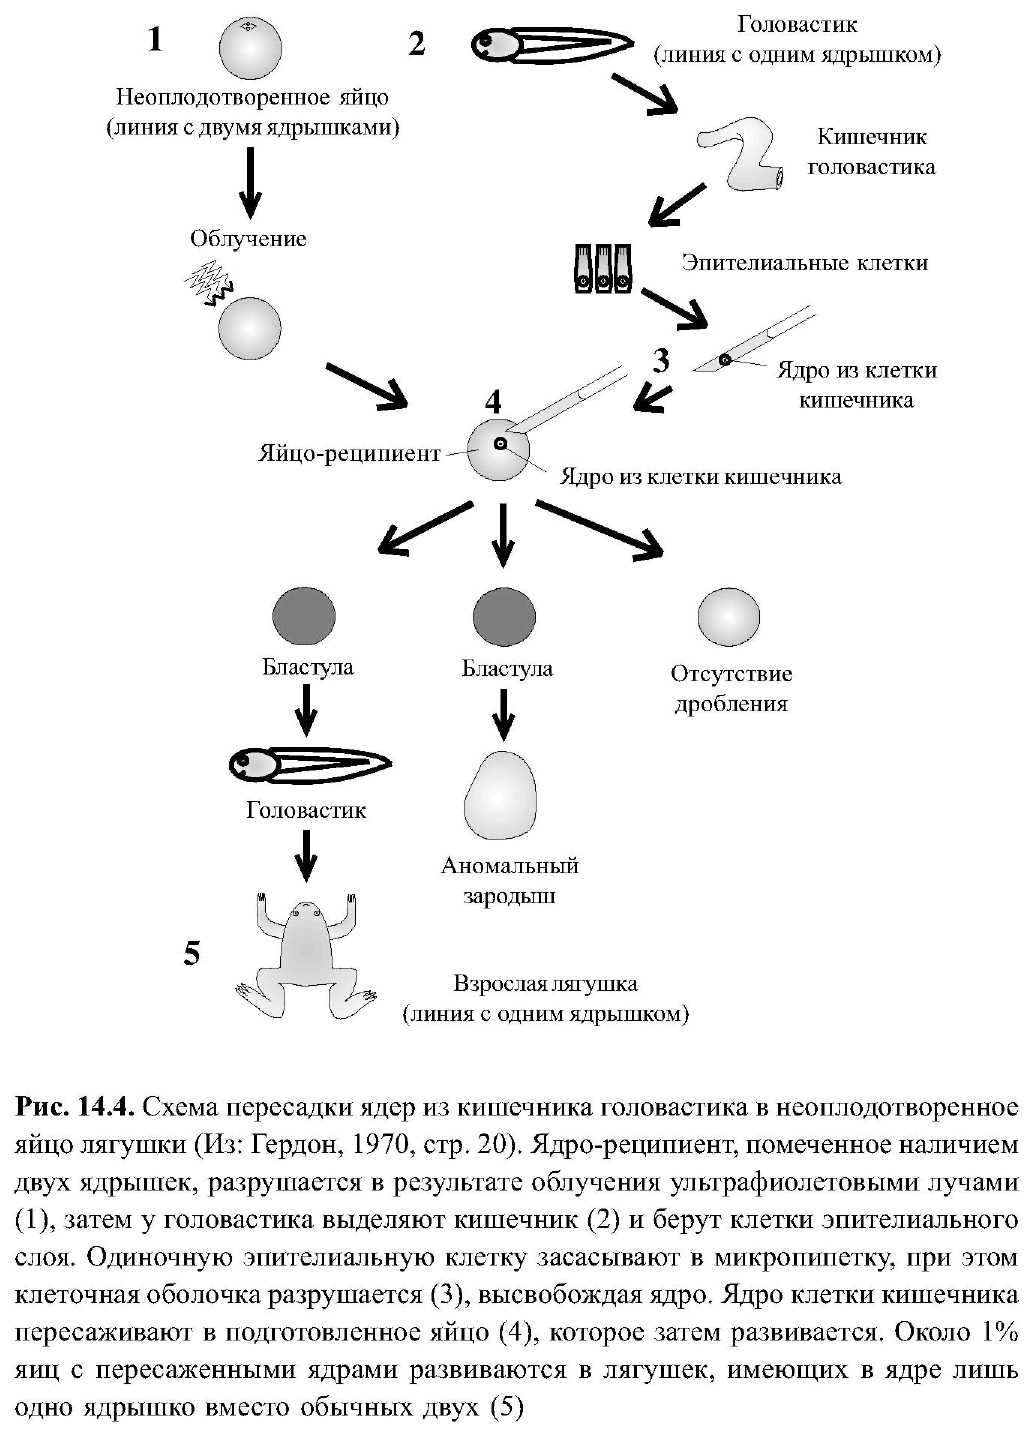 1
Неоплодотворенное яйцо
(линия с двумя ядрышками)
Облучение
2
Головастик
(линия с одним ядрышком)
Кишечник
головастика
Эпителиальные клетки
3
Ядро из клетки
кишечника
4
Яйцо-реципиент
Ядро из клетки кишечника
Бластула
Бластула
Отсутствие
дробления
Головастик
Аномальный
зародыш
5
Взрослая лягушка
(линия с одним ядрышком)
Рис. 14.4. Схема пересадки ядер из кишечника головастика в неоплодотворенное
яйцо лягушки (Из: Гердон, 1970, стр. 20). Ядро-реципиент, помеченное наличием
двух ядрышек, разрушается в результате облучения ультрафиолетовыми лучами
(1), затем у головастика выделяют кишечник (2) и берут клетки эпителиального
слоя. Одиночную эпителиальную клетку засасывают в микропипетку, при этом
клеточная оболочка разрушается (3), высвобождая ядро. Ядро клетки кишечника
пересаживают в подготовленное яйцо (4), которое затем развивается. Около 1%
яиц с пересаженными ядрами развиваются в лягушек, имеющих в ядре лишь
одно ядрышко вместо обычных двух (5)